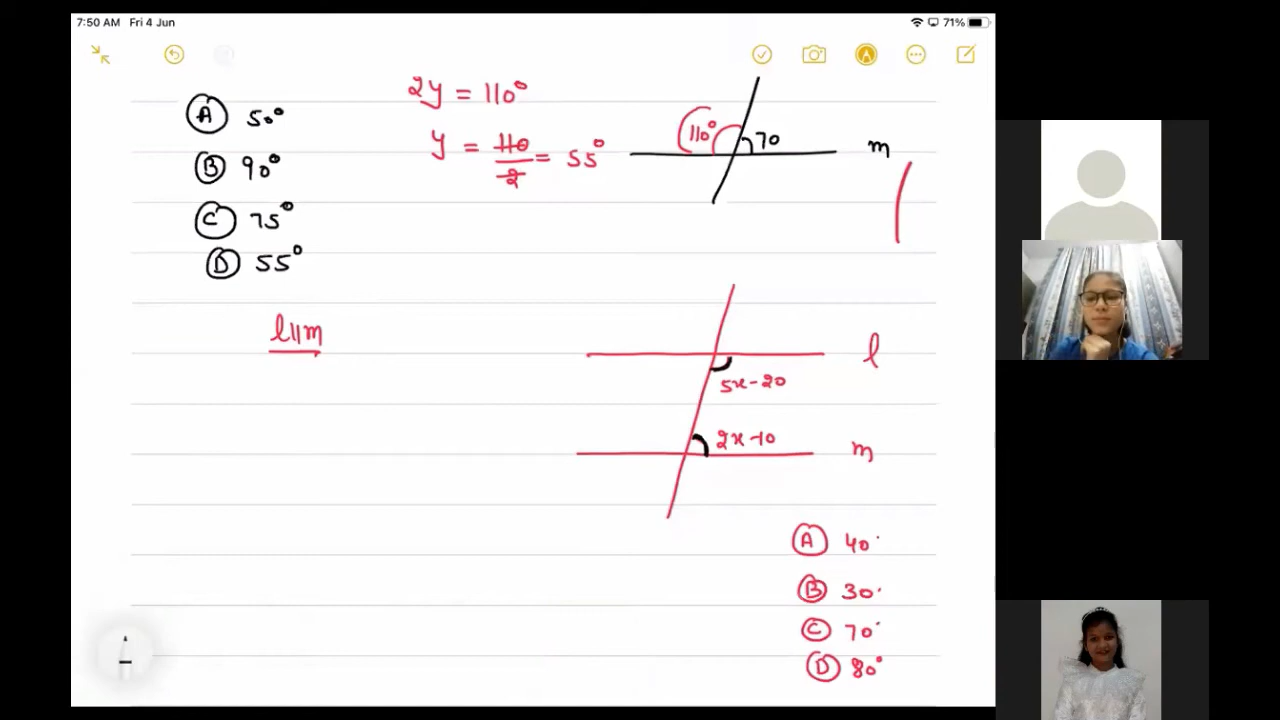 7:50 AM Fri 4 Jun
71%
A 50°
B 90°
C 75°
D 55°
2y = 110°
y = 110/2 = 55°
110°
70
m
l||m
l
5x-20
2x-10
m
A 40°
B 30°
C 70°
D 80°